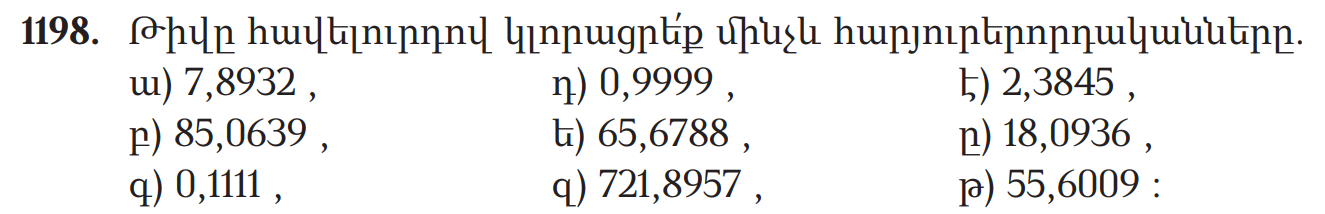 1198. Թիվը հավելուրդով կլորացրե՛ք մինչև հարյուրերորդականները.
ա) 7,8932 , դ) 0,9999 , է) 2,3845 ,
բ) 85,0639 , ե) 65,6788 , ը) 18,0936 ,
գ) 0,1111 , զ) 721,8957 , թ) 55,6009 :